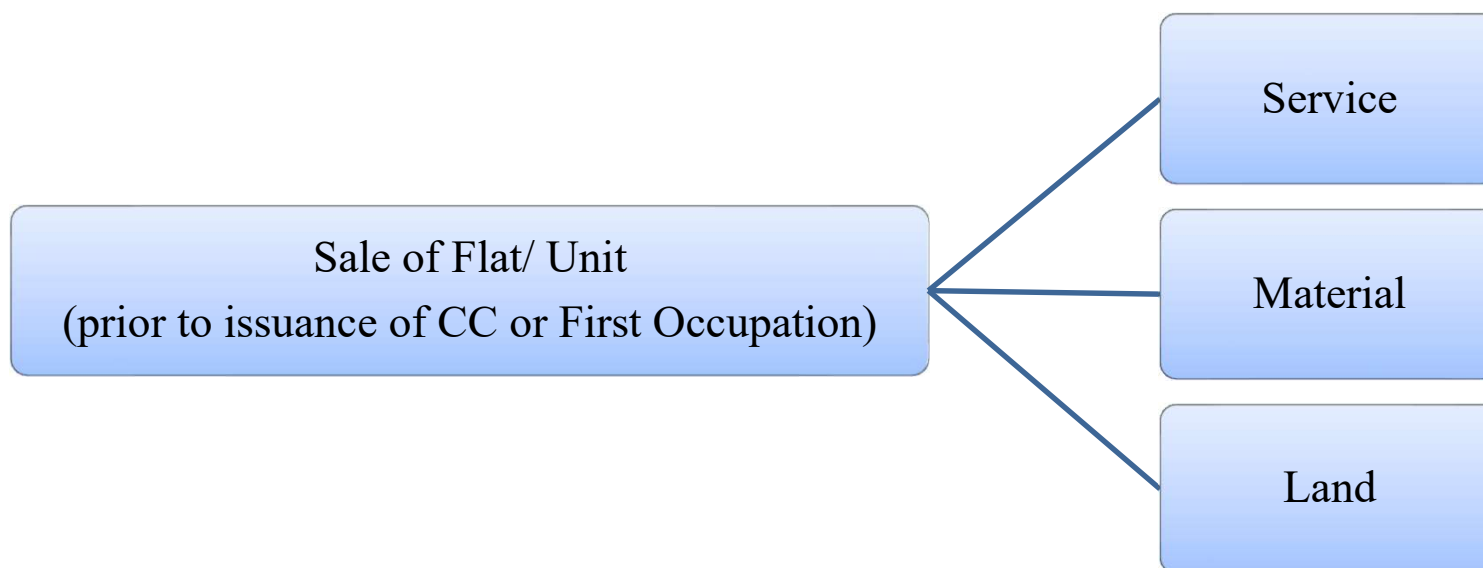 Sale of Flat/ Unit
(prior to issuance of CC or First Occupation)
Service
Material
Land